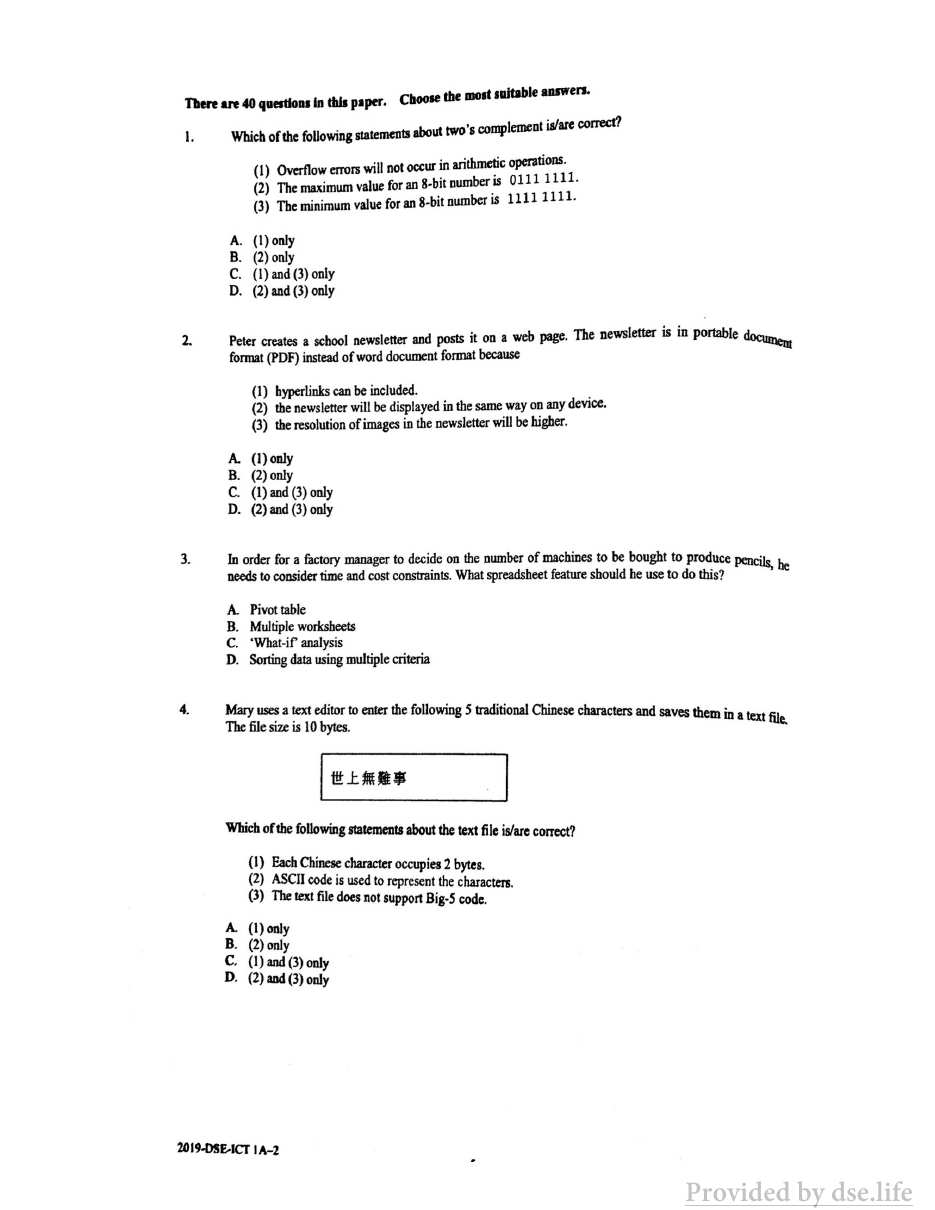 There are 40 questions in this paper. Choose the most suitable answers.
1. Which of the following statements about two's complement is/are correct?
(1) Overflow errors will not occur in arithmetic operations.
(2) The maximum value for an 8-bit number is 0111 1111.
(3) The minimum value for an 8-bit number is 1111 1111.
A. (1) only
B. (2) only
C. (1) and (3) only
D. (2) and (3) only
2. Peter creates a school newsletter and posts it on a web page. The newsletter is in portable document
format (PDF) instead of word document format because
(1) hyperlinks can be included.
(2) the newsletter will be displayed in the same way on any device.
(3) the resolution of images in the newsletter will be higher.
A. (1) only
B. (2) only
C. (1) and (3) only
D. (2) and (3) only
3. In order for a factory manager to decide on the number of machines to be bought to produce pencils, he
needs to consider time and cost constraints. What spreadsheet feature should he use to do this?
A. Pivot table
B. Multiple worksheets
C. 'What-if' analysis
D. Sorting data using multiple criteria
4. Mary uses a text editor to enter the following 5 traditional Chinese characters and saves them in a text file.
The file size is 10 bytes.
世上無難事
Which of the following statements about the text file is/are correct?
(1) Each Chinese character occupies 2 bytes.
(2) ASCII code is used to represent the characters.
(3) The text file does not support Big-5 code.
A. (1) only
B. (2) only
C. (1) and (3) only
D. (2) and (3) only
2019-DSE-ICT 1A–2
Provided by dse.life